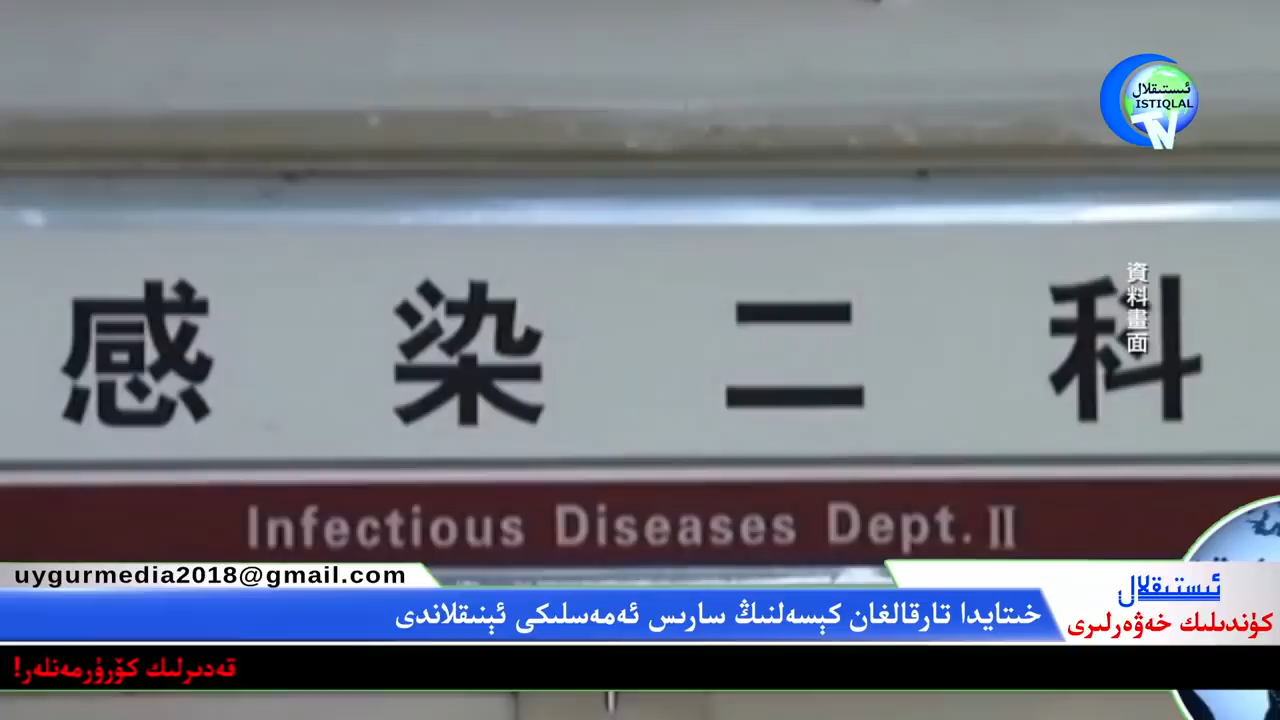 ئىستىقلال
ISTIQLAL
TV
資料畫面
感染二科
Infectious Diseases Dept. II
uygurmedia2018@gmail.com
ئىستىقلال
كۈندىلىك خەۋەرلىرى
خىتايدا تارقالغان كېسەلنىڭ سارىس ئەمەسلىكى ئېنىقلاندى
قەدىرلىك كۆرۈرمەنلەر!